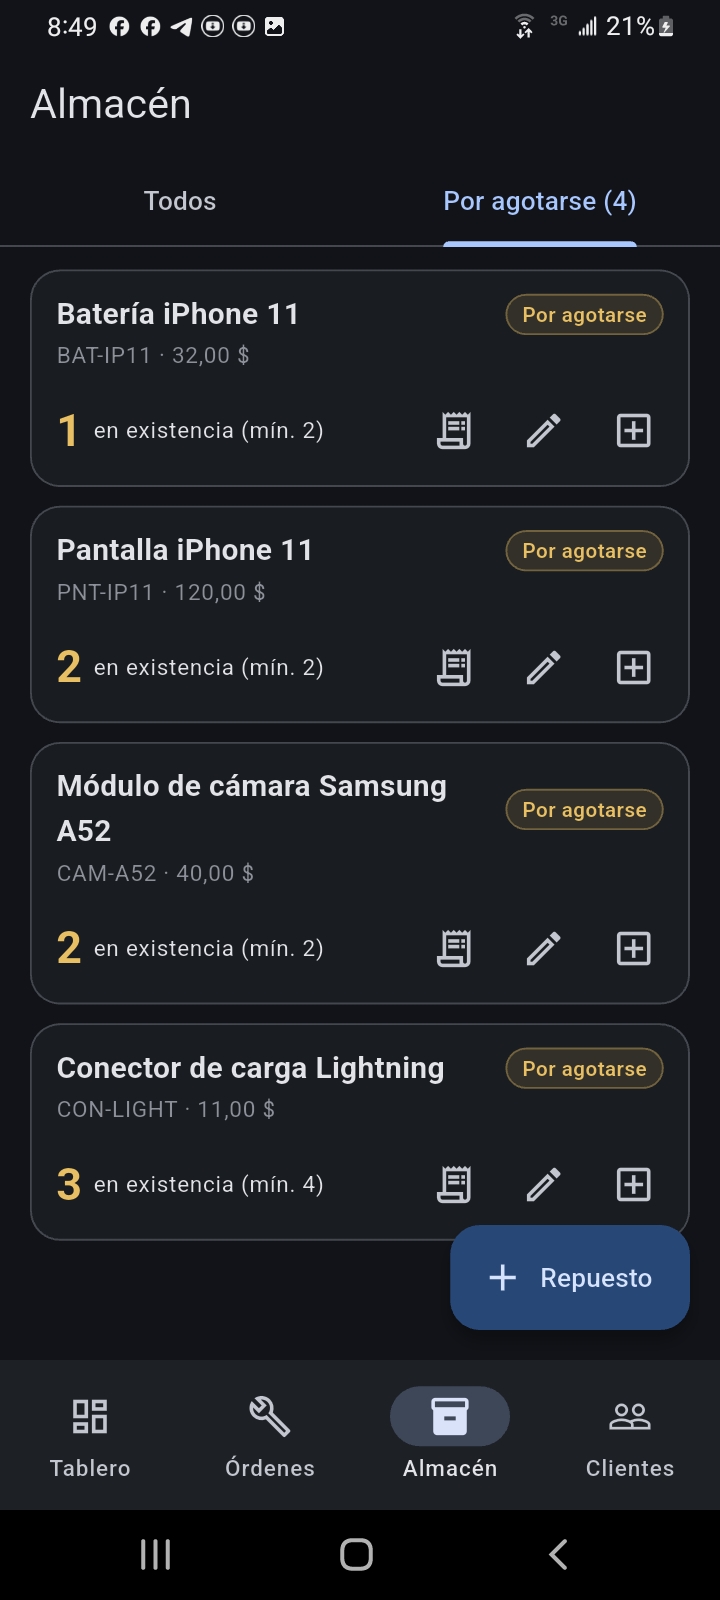 8:49
3G 21%
Almacén
Todos
Por agotarse (4)
Batería iPhone 11
Por agotarse
BAT-IP11 · 32,00 $
1 en existencia (mín. 2)
Pantalla iPhone 11
Por agotarse
PNT-IP11 · 120,00 $
2 en existencia (mín. 2)
Módulo de cámara Samsung
A52
Por agotarse
CAM-A52 · 40,00 $
2 en existencia (mín. 2)
Conector de carga Lightning
Por agotarse
CON-LIGHT · 11,00 $
3 en existencia (mín. 4)
Repuesto
Tablero
Órdenes
Almacén
Clientes